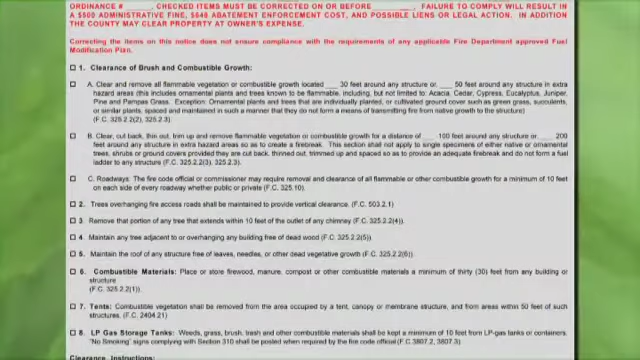 ORDINANCE # ______, CHECKED ITEMS MUST BE CORRECTED ON OR BEFORE ________. FAILURE TO COMPLY WILL RESULT IN
A $500 ADMINISTRATIVE FINE, $648 ABATEMENT ENFORCEMENT COST, AND POSSIBLE LIENS OR LEGAL ACTION. IN ADDITION
THE COUNTY MAY CLEAR PROPERTY AT OWNER'S EXPENSE.
Correcting the items on this notice does not ensure compliance with the requirements of any applicable Fire Department approved Fuel
Modification Plan.
1. Clearance of Brush and Combustible Growth:
A. Clear and remove all flammable vegetation or combustible growth located ___ 30 feet around any structure or ___ 50 feet around any structure in extra
hazard areas (this includes ornamental plants and trees known to be flammable, including, but not limited to: Acacia, Cedar, Cypress, Eucalyptus, Juniper,
Pine and Pampas Grass. Exception: Ornamental plants and trees that are individually planted, or cultivated ground cover such as green grass, succulents,
or similar plants, spaced and maintained in such a manner that they do not form a means of transmitting fire from native growth to the structure)
(F.C. 325.2.2(2), 325.2.3).
B. Clear, cut back, thin out, trim up and remove flammable vegetation or combustible growth for a distance of ___ 100 feet around any structure or ___ 200
feet around any structure in extra hazard areas so as to create a firebreak. This section shall not apply to single specimens of either native or ornamental
trees, shrubs or ground covers provided they are cut back, thinned out, trimmed up and spaced so as to provide an adequate firebreak and do not form a fuel
ladder to any structure (F.C. 325.2.2(3), 325.2.3).
C. Roadways. The fire code official or commissioner may require removal and clearance of all flammable or other combustible growth for a minimum of 10 feet
on each side of every roadway whether public or private (F.C. 325.10).
2. Trees overhanging fire access roads shall be maintained to provide vertical clearance. (F.C. 503.2.1)
3 Remove that portion of any tree that extends within 10 feet of the outlet of any chimney (F.C. 325.2.2(4)).
4 Maintain any tree adjacent to or overhanging any building free of dead wood (F.C. 325.2.2(5)).
5. Maintain the roof of any structure free of leaves, needles, or other dead vegetative growth (F.C. 325.2.2(6)).
6. Combustible Materials: Place or store firewood, manure, compost or other combustible materials a minimum of thirty (30) feet from any building or
structure
(F.C. 325.2.2(1)).
7. Tents: Combustible vegetation shall be removed from the area occupied by a tent, canopy or membrane structure, and from areas within 50 feet of such
structures. (F.C. 2404.21)
8. LP Gas Storage Tanks: Weeds, grass, brush, trash and other combustible materials shall be kept a minimum of 10 feet from LP-gas tanks or containers.
"No Smoking" signs complying with Section 310 shall be posted when required by the fire code official (F.C. 3807.2, 3807.3).
Clearance Instructions: